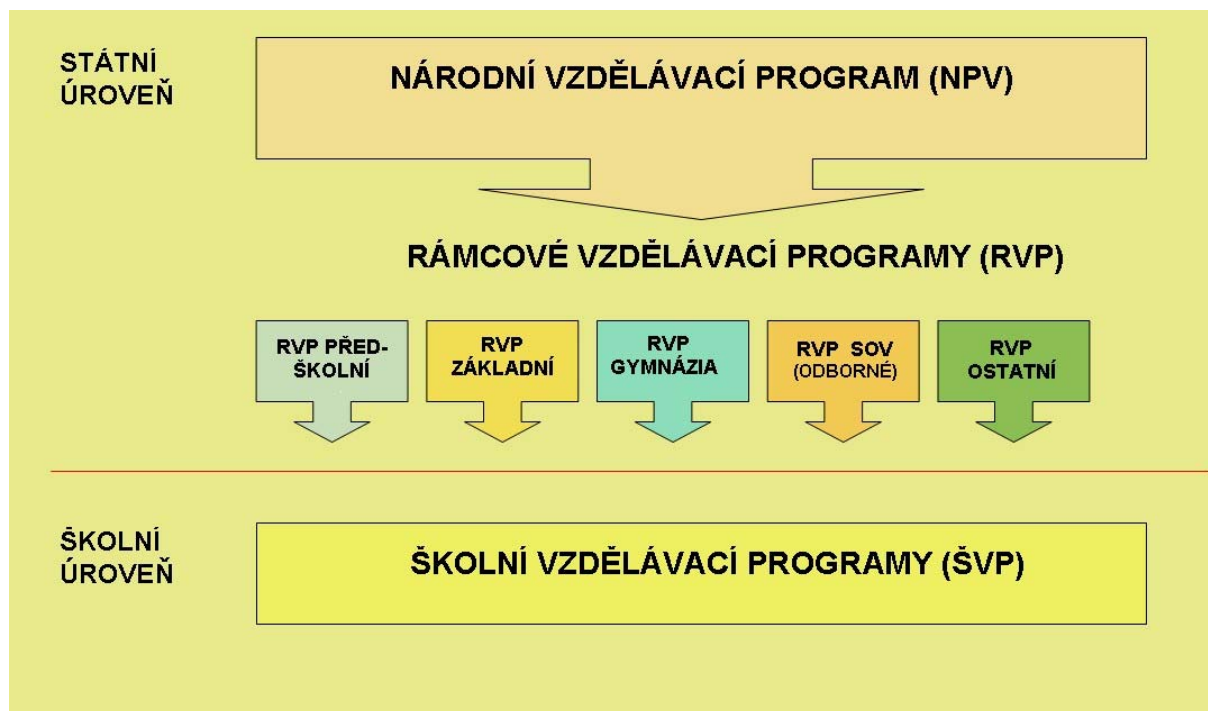 STÁTNÍ
ÚROVEŇ
NÁRODNÍ VZDĚLÁVACÍ PROGRAM (NPV)
RÁMCOVÉ VZDĚLÁVACÍ PROGRAMY (RVP)
RVP PŘED-
ŠKOLNÍ
RVP
ZÁKLADNÍ
RVP
GYMNÁZIA
RVP SOV
(ODBORNÉ)
RVP
OSTATNÍ
ŠKOLNÍ
ÚROVEŇ
ŠKOLNÍ VZDĚLÁVACÍ PROGRAMY (ŠVP)